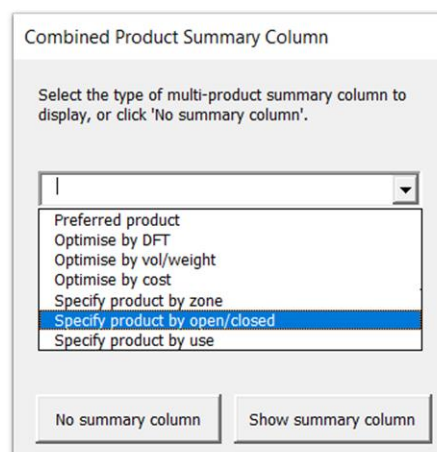 Combined Product Summary Column
Select the type of multi-product summary column to
display, or click 'No summary column'.
Preferred product
Optimise by DFT
Optimise by vol/weight
Optimise by cost
Specify product by zone
Specify product by open/closed
Specify product by use
No summary column
Show summary column